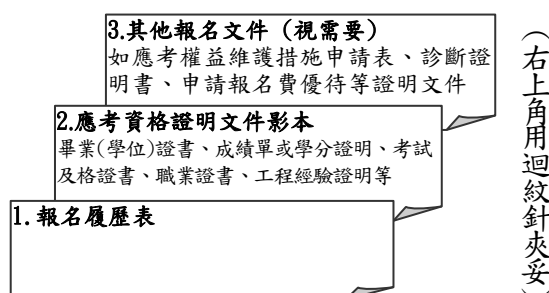 3.其他報名文件（視需要）
如應考權益維護措施申請表、診斷證
明書、申請報名費優待等證明文件
2.應考資格證明文件影本
畢業(學位)證書、成績單或學分證明、考試
及格證書、職業證書、工程經驗證明等
1.報名履歷表
（右上角用迴紋針夾妥）